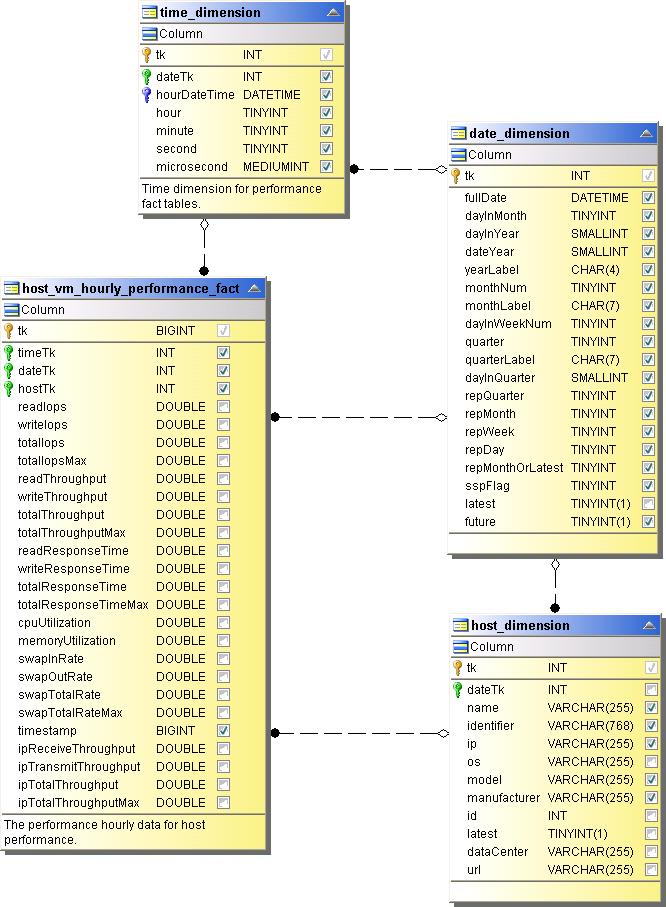 time_dimension
Column
tk INT
dateTk INT
hourDateTime DATETIME
hour TINYINT
minute TINYINT
second TINYINT
microsecond MEDIUMINT
Time dimension for performance
fact tables.
date_dimension
Column
tk INT
fullDate DATETIME
dayInMonth TINYINT
dayInYear SMALLINT
dateYear SMALLINT
yearLabel CHAR(4)
monthNum TINYINT
monthLabel CHAR(7)
dayInWeekNum TINYINT
quarter TINYINT
quarterLabel CHAR(7)
dayInQuarter SMALLINT
repQuarter TINYINT
repMonth TINYINT
repWeek TINYINT
repDay TINYINT
repMonthOrLatest TINYINT
sspFlag TINYINT
latest TINYINT(1)
future TINYINT(1)
host_vm_hourly_performance_fact
Column
tk BIGINT
timeTk INT
dateTk INT
hostTk INT
readIops DOUBLE
writeIops DOUBLE
totalIops DOUBLE
totalIopsMax DOUBLE
readThroughput DOUBLE
writeThroughput DOUBLE
totalThroughput DOUBLE
totalThroughputMax DOUBLE
readResponseTime DOUBLE
writeResponseTime DOUBLE
totalResponseTime DOUBLE
totalResponseTimeMax DOUBLE
cpuUtilization DOUBLE
memoryUtilization DOUBLE
swapInRate DOUBLE
swapOutRate DOUBLE
swapTotalRate DOUBLE
swapTotalRateMax DOUBLE
timestamp BIGINT
ipReceiveThroughput DOUBLE
ipTransmitThroughput DOUBLE
ipTotalThroughput DOUBLE
ipTotalThroughputMax DOUBLE
The performance hourly data for host
performance.
host_dimension
Column
tk INT
dateTk INT
name VARCHAR(255)
identifier VARCHAR(768)
ip VARCHAR(255)
os VARCHAR(255)
model VARCHAR(255)
manufacturer VARCHAR(255)
id INT
latest TINYINT(1)
dataCenter VARCHAR(255)
url VARCHAR(255)